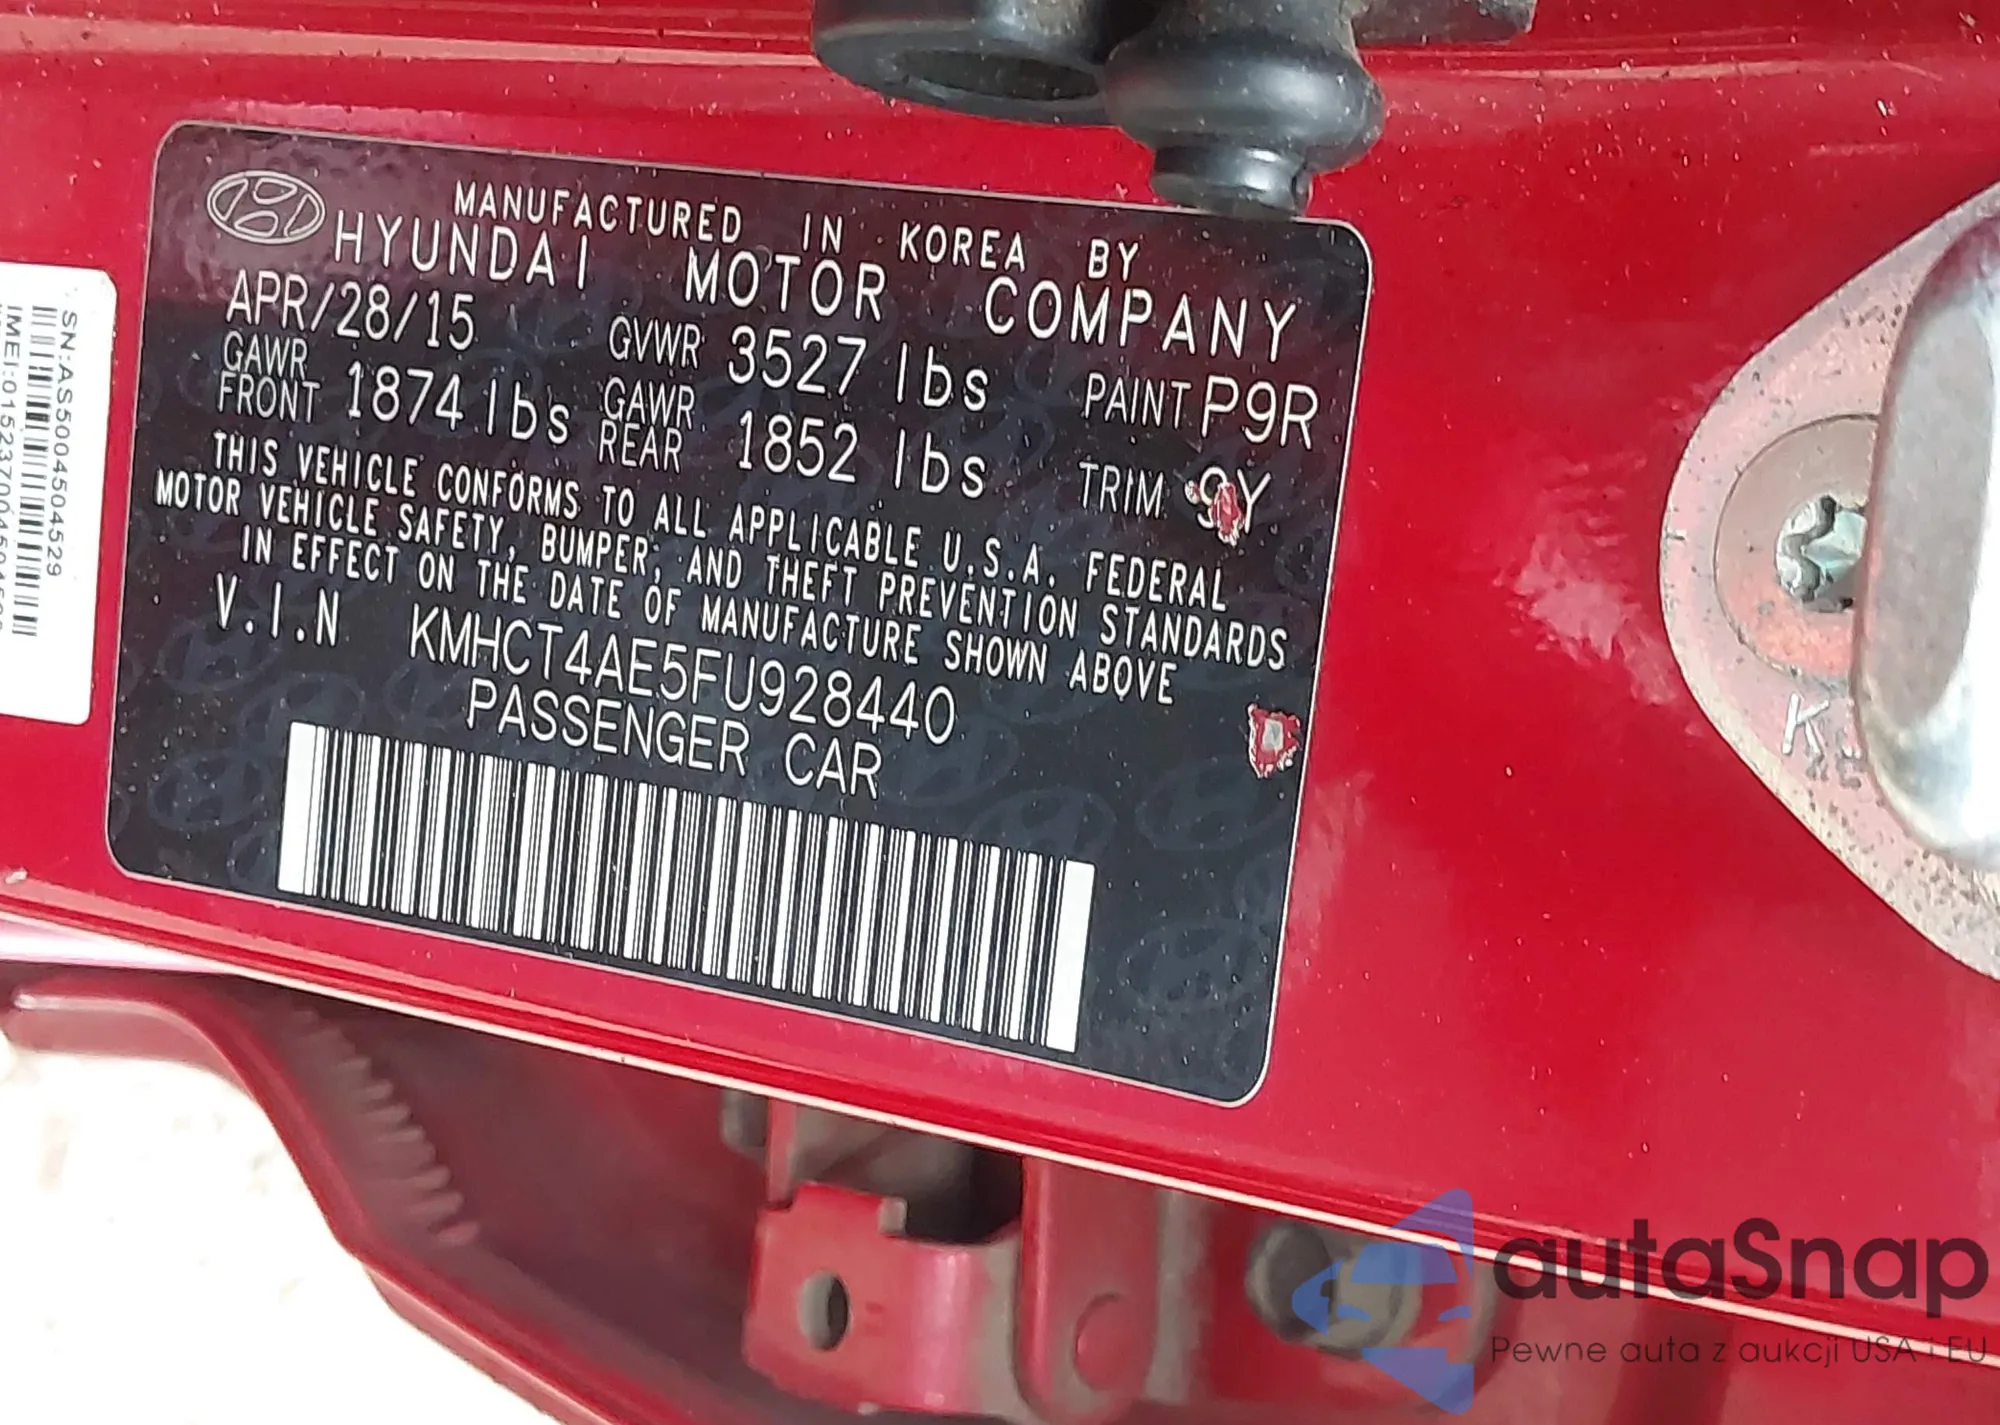 MANUFACTURED IN KOREA BY
HYUNDAI MOTOR COMPANY
APR/28/15 GVWR 3527 lbs PAINT P9R
GAWR FRONT 1874 lbs GAWR REAR 1852 lbs TRIM 9Y
THIS VEHICLE CONFORMS TO ALL APPLICABLE U.S.A. FEDERAL
MOTOR VEHICLE SAFETY, BUMPER, AND THEFT PREVENTION STANDARDS
IN EFFECT ON THE DATE OF MANUFACTURE SHOWN ABOVE
V.I.N KMHCT4AE5FU928440
PASSENGER CAR
SN:AS5004504529
autaSnap
Pewne auta z aukcji USA i EU